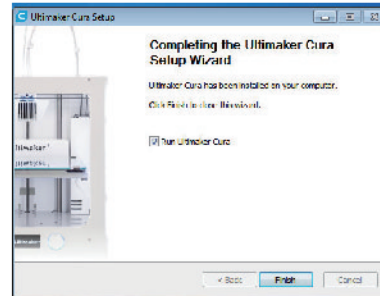 Ultimaker Cura Setup
Completing the Ultimaker Cura
Setup Wizard
Ultimaker Cura has been installed on your computer.
Click Finish to close this wizard.
Run Ultimaker Cura
Ultimaker
< Back
Finish
Cancel